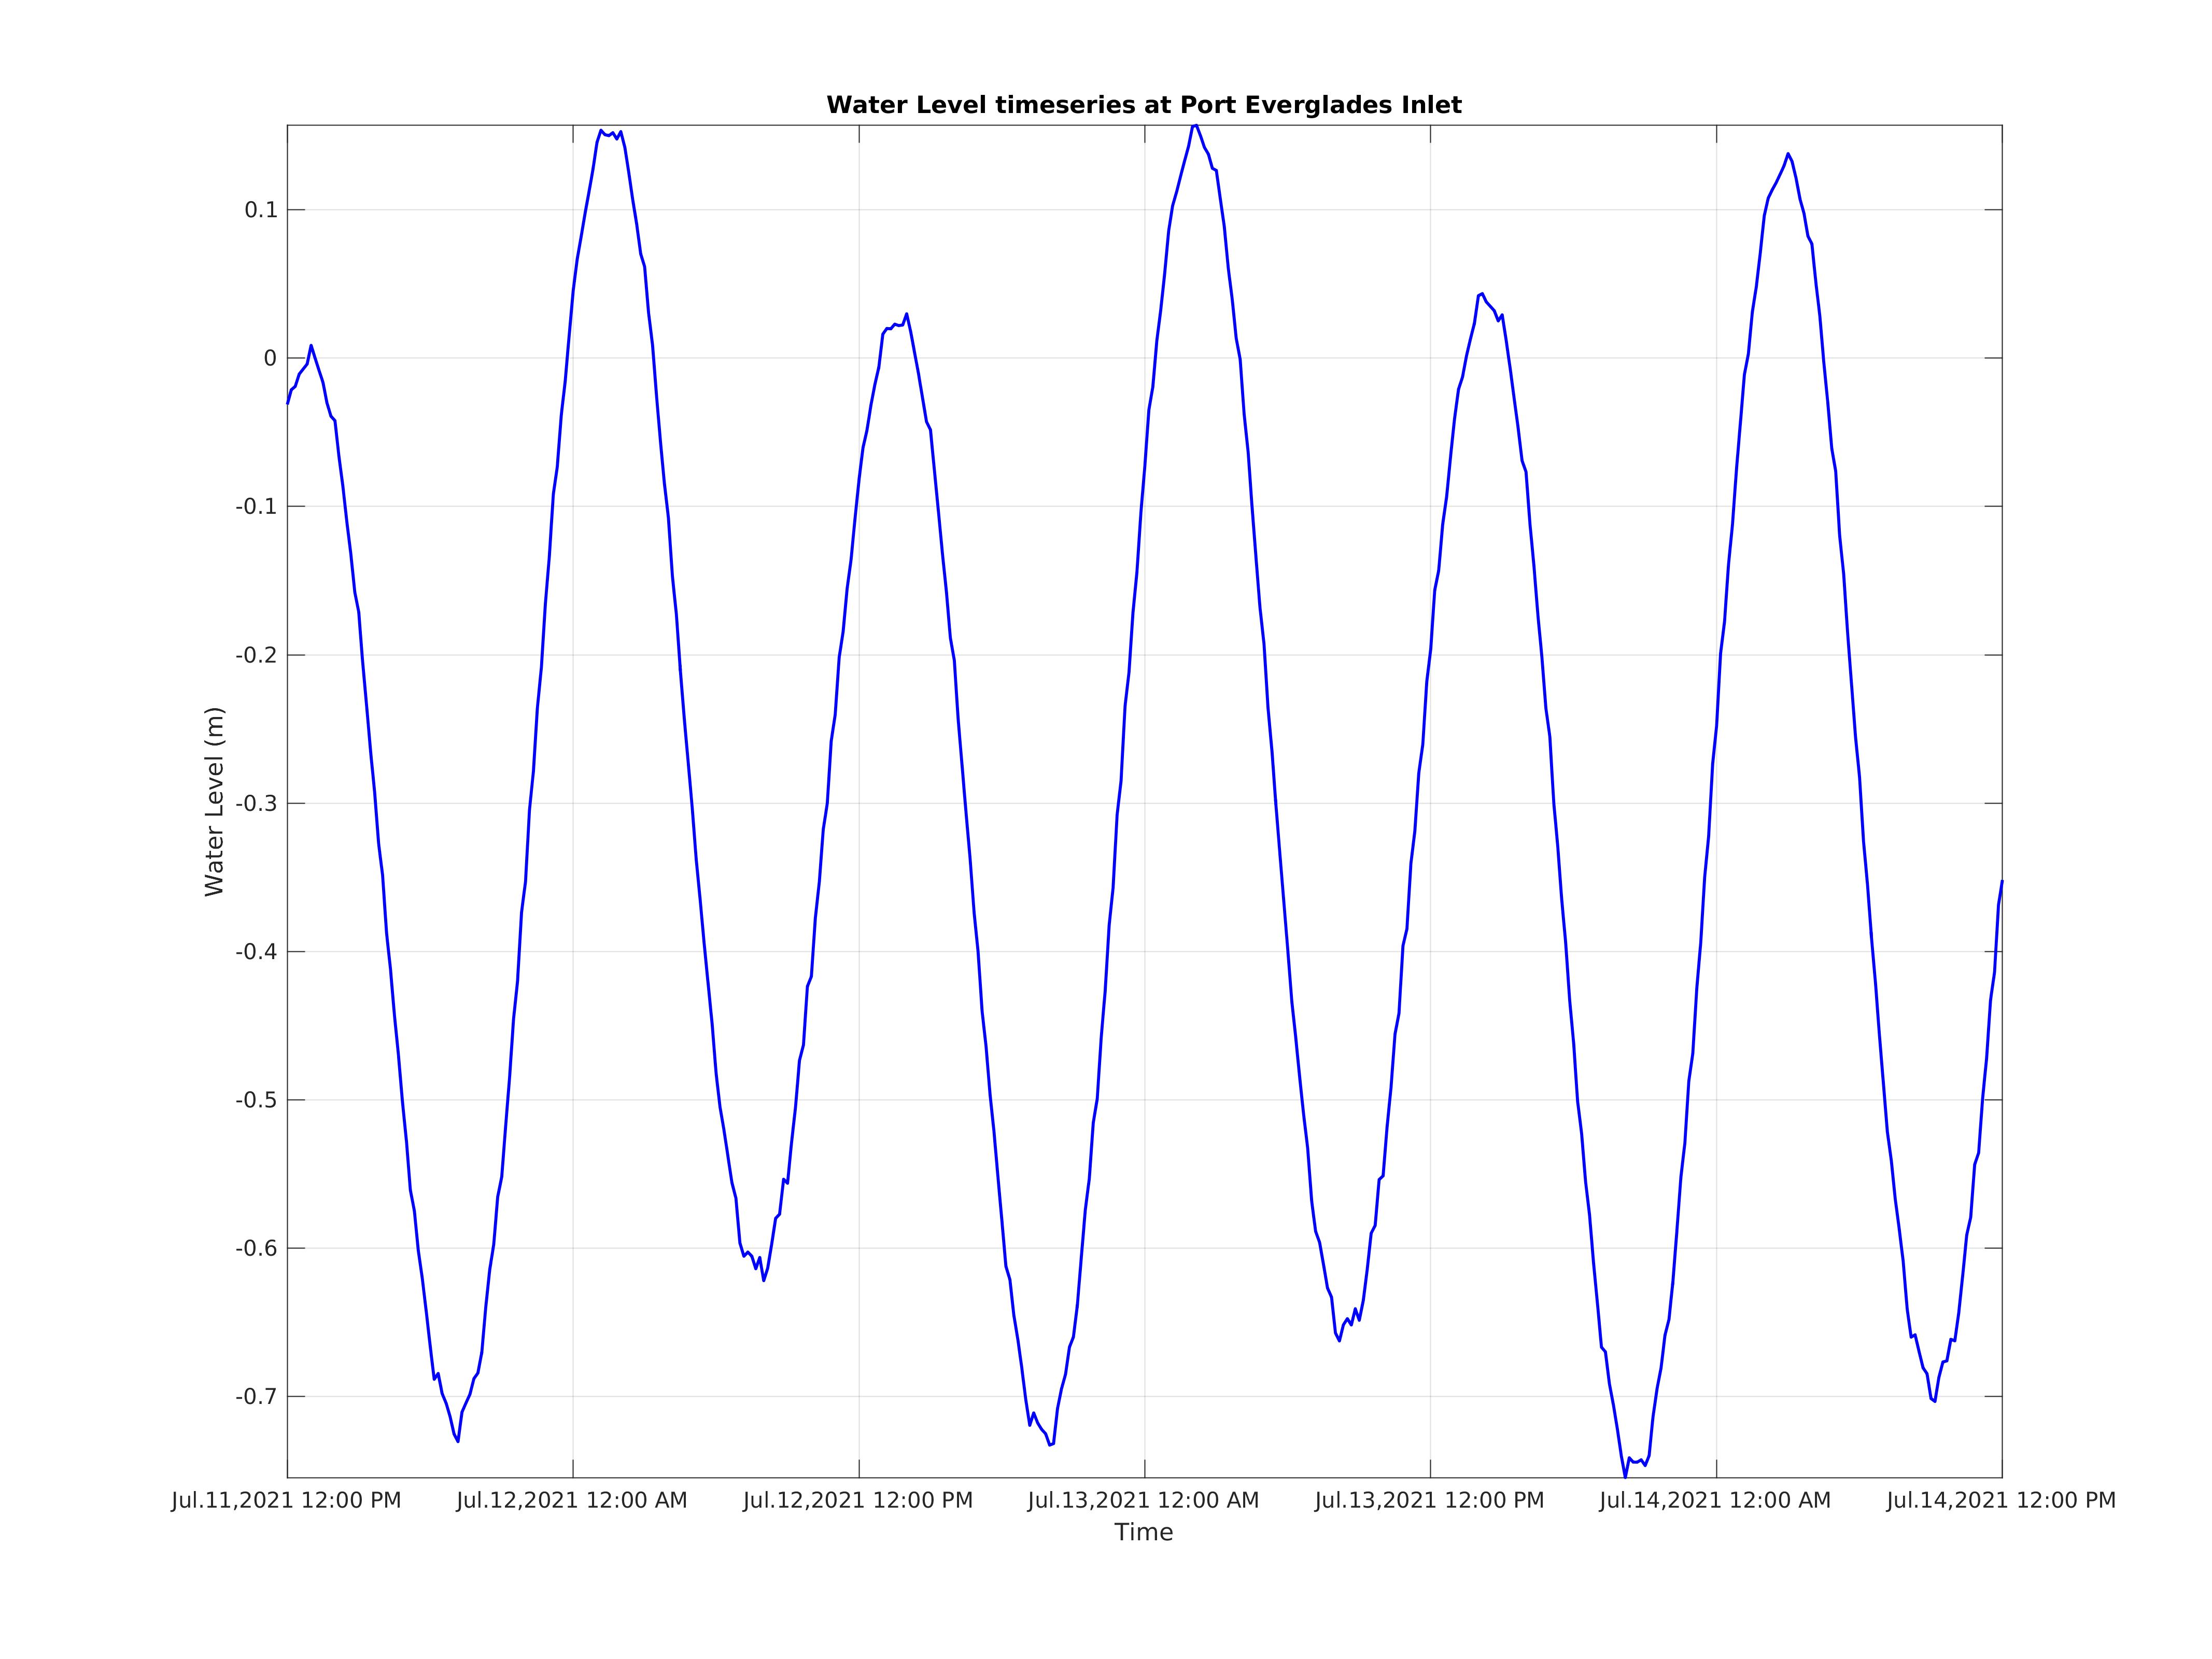 Water Level timeseries at Port Everglades Inlet
0.1
0
-0.1
-0.2
-0.3
-0.4
-0.5
-0.6
-0.7
Water Level (m)
Jul.11,2021 12:00 PM Jul.12,2021 12:00 AM Jul.12,2021 12:00 PM Jul.13,2021 12:00 AM Jul.13,2021 12:00 PM Jul.14,2021 12:00 AM Jul.14,2021 12:00 PM
Time